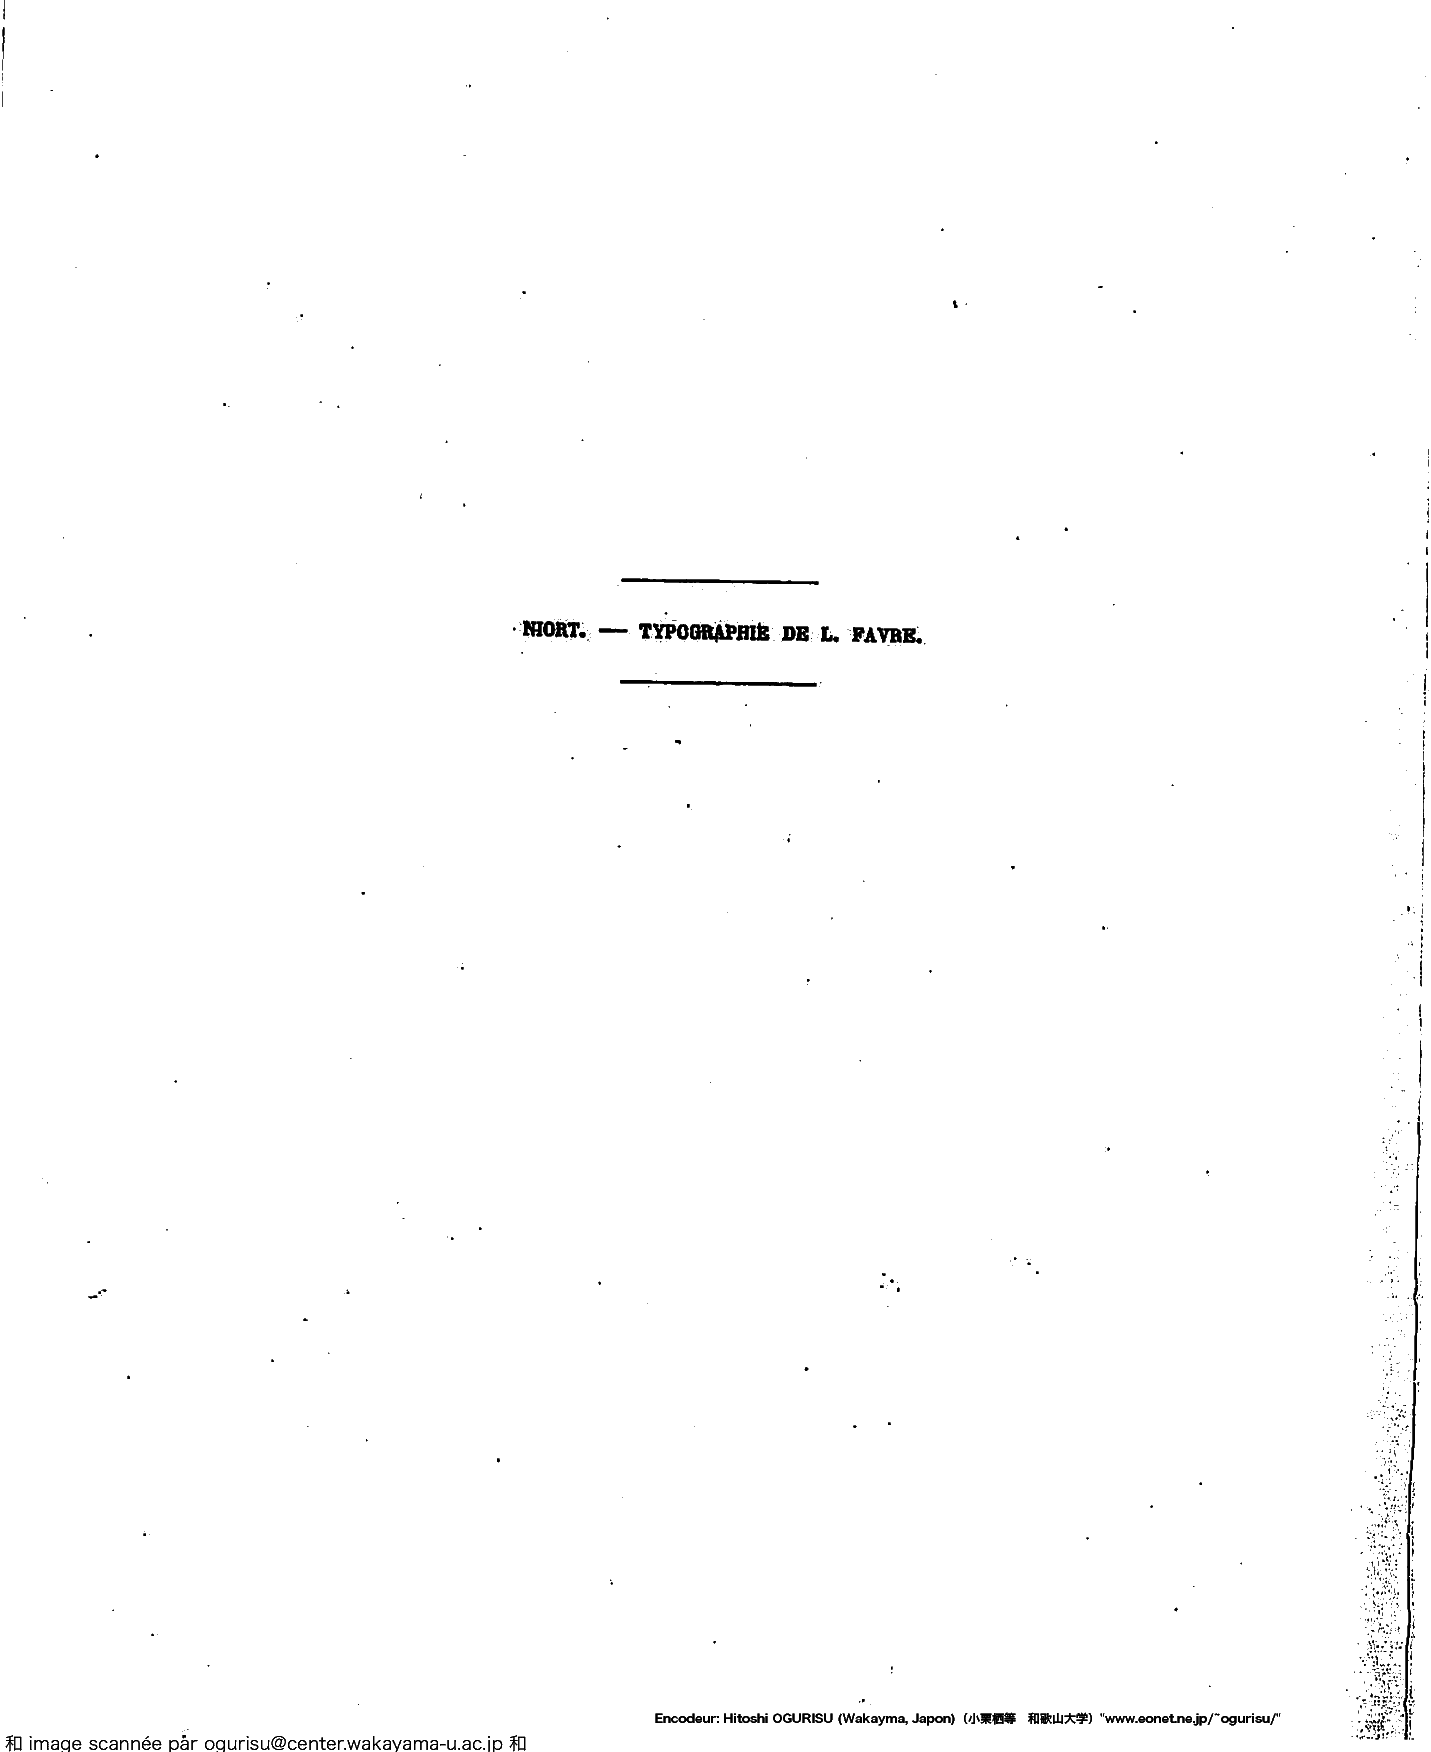 NIORT. — TYPOGRAPHIE DE L. FAVRE.
Encodeur: Hitoshi OGURISU (Wakayma, Japon)（小栗栖等　和歌山大学）"www.eonet.ne.jp/~ogurisu/"
和 image scannée par ogurisu@center.wakayama-u.ac.jp 和